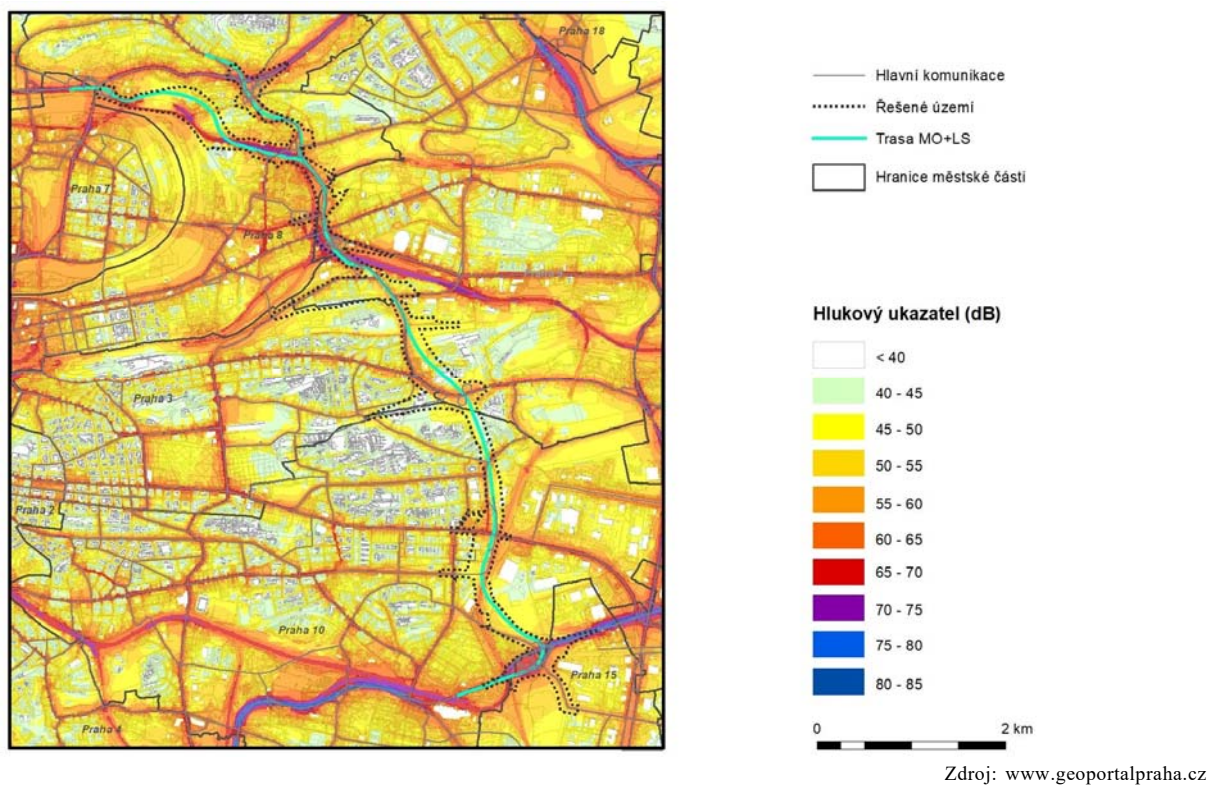 Praha 18
Praha 7
Praha 8
Praha 3
Praha 2
Praha 10
Praha 15
Praha 4
Hlavní komunikace
Řešené území
Trasa MO+LS
Hranice městské části
Hlukový ukazatel (dB)
< 40
40 - 45
45 - 50
50 - 55
55 - 60
60 - 65
65 - 70
70 - 75
75 - 80
80 - 85
0 2 km
Zdroj: www.geoportalpraha.cz